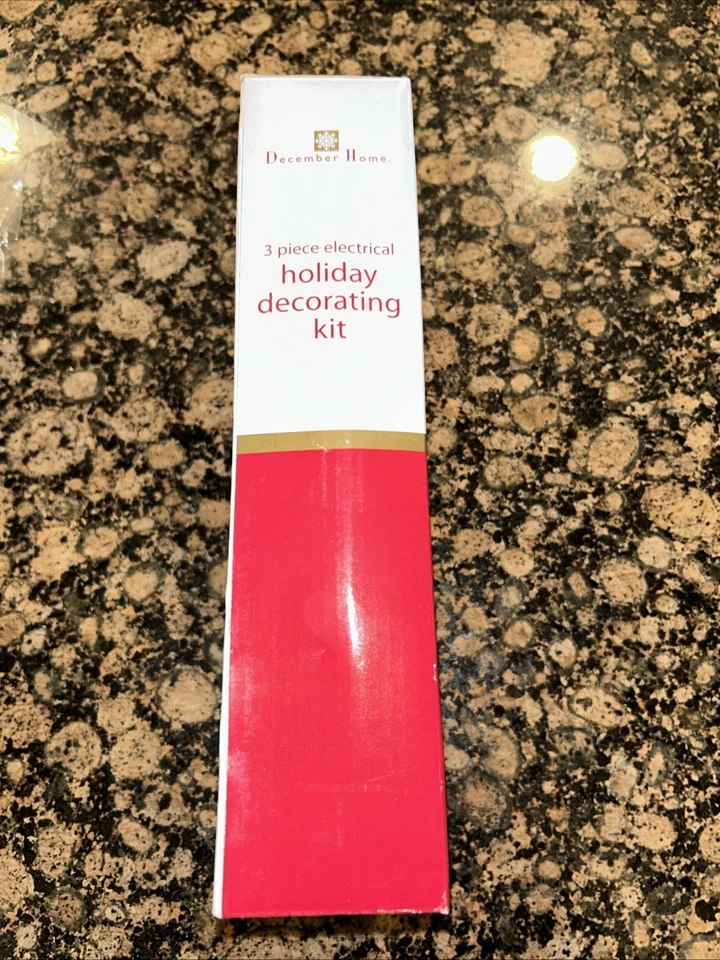 December Home.
3 piece electrical
holiday
decorating
kit